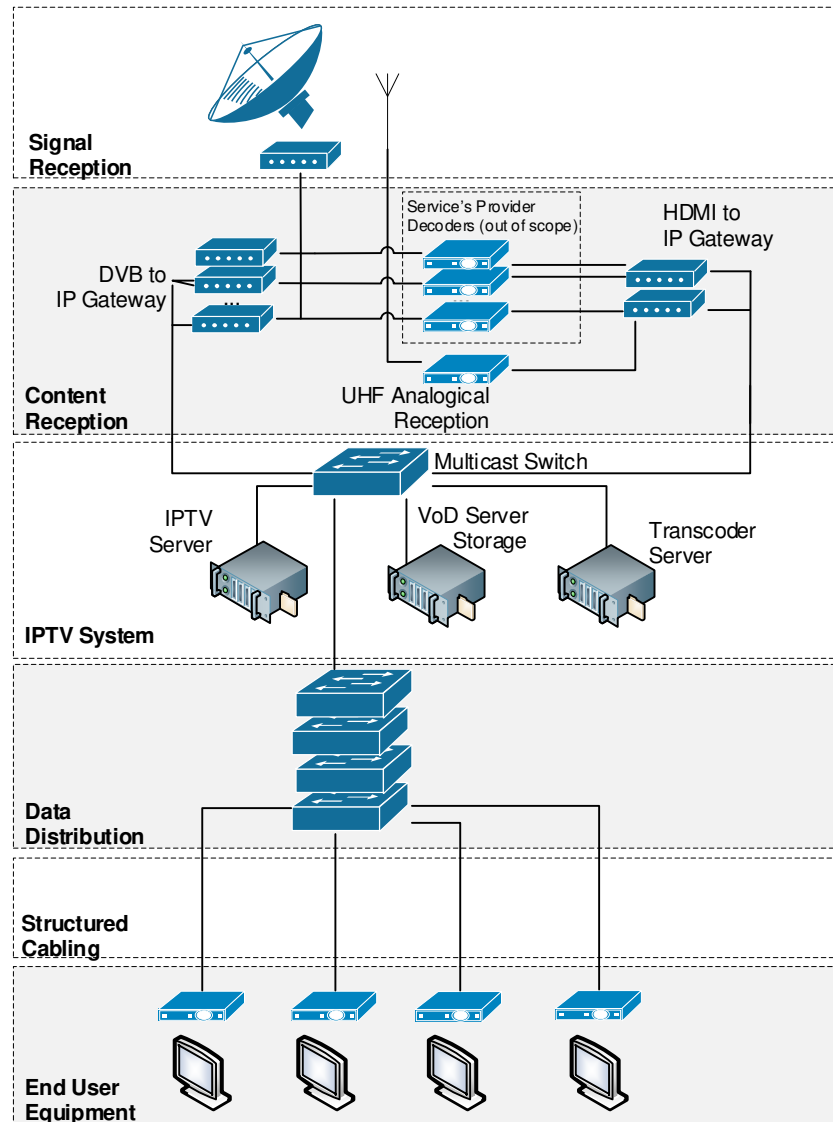 Signal
Reception
Service's Provider
Decoders (out of scope)
HDMI to
IP Gateway
DVB to
IP Gateway
...
...
UHF Analogical
Reception
Content
Reception
Multicast Switch
IPTV
Server
VoD Server
Storage
Transcoder
Server
IPTV System
Data
Distribution
Structured
Cabling
End User
Equipment